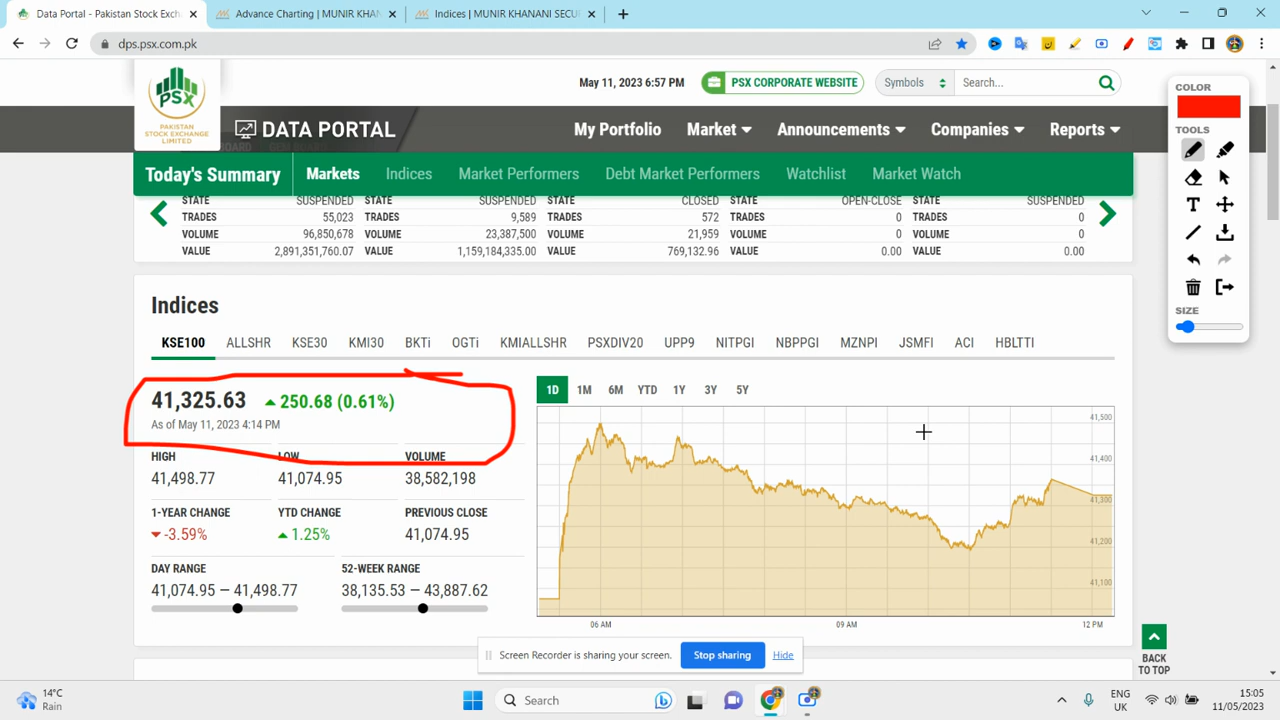 Data Portal - Pakistan Stock Exch
Advance Charting | MUNIR KHAN
Indices | MUNIR KHANANI SECU
dps.psx.com.pk
PSX
PAKISTAN
STOCK EXCHANGE
LIMITED
May 11, 2023 6:57 PM
PSX CORPORATE WEBSITE
Symbols
Search...
DATA PORTAL
My Portfolio
Market
Announcements
Companies
Reports
Today's Summary
Markets
Indices
Market Performers
Debt Market Performers
Watchlist
Market Watch
STATE SUSPENDED STATE SUSPENDED STATE CLOSED STATE OPEN-CLOSE STATE SUSPENDED
TRADES 55,023 TRADES 9,589 TRADES 572 TRADES 0 TRADES 0
VOLUME 96,850,678 VOLUME 23,387,500 VOLUME 21,959 VOLUME 0 VOLUME 0
VALUE 2,891,351,760.07 VALUE 1,159,184,335.00 VALUE 769,132.96 VALUE 0.00 VALUE 0.00
Indices
KSE100 ALLSHR KSE30 KMI30 BKTi OGTi KMIALLSHR PSXDIV20 UPP9 NITPGI NBPPGI MZNPI JSMFI ACI HBLTTI
41,325.63 250.68 (0.61%)
As of May 11, 2023 4:14 PM
HIGH LOW VOLUME
41,498.77 41,074.95 38,582,198
1-YEAR CHANGE YTD CHANGE PREVIOUS CLOSE
-3.59% 1.25% 41,074.95
DAY RANGE 52-WEEK RANGE
41,074.95 — 41,498.77 38,135.53 — 43,887.62
1D 1M 6M YTD 1Y 3Y 5Y
41,500
41,400
41,300
41,200
41,100
06 AM 09 AM 12 PM
COLOR
TOOLS
T
SIZE
BACK
TO TOP
Screen Recorder is sharing your screen. Stop sharing Hide
14°C
Rain
Search
ENG
UK
15:05
11/05/2023